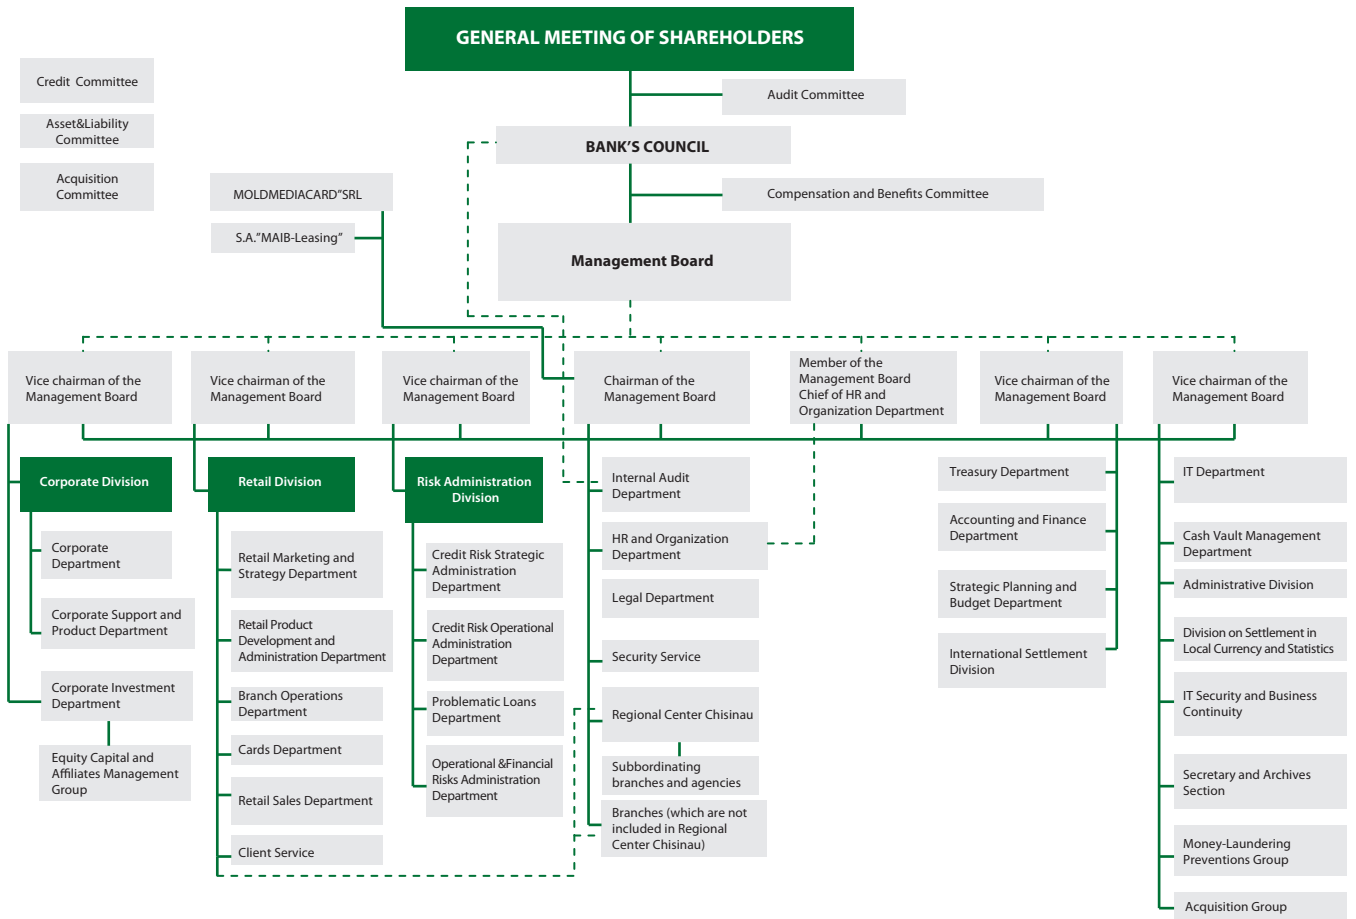 GENERAL MEETING OF SHAREHOLDERS
Credit Committee
Audit Committee
Asset&Liability
Committee
BANK'S COUNCIL
Acquisition
Committee
MOLDMEDIACARD"SRL
Compensation and Benefits Committee
S.A."MAIB-Leasing"
Management Board
Vice chairman of the
Management Board
Vice chairman of the
Management Board
Vice chairman of the
Management Board
Chairman of the
Management Board
Member of the
Management Board
Chief of HR and
Organization Department
Vice chairman of the
Management Board
Vice chairman of the
Management Board
Corporate Division
Corporate
Department
Corporate Support and
Product Department
Corporate Investment
Department
Equity Capital and
Affiliates Management
Group
Retail Division
Retail Marketing and
Strategy Department
Retail Product
Development and
Administration Department
Branch Operations
Department
Cards Department
Retail Sales Department
Client Service
Risk Administration
Division
Credit Risk Strategic
Administration
Department
Credit Risk Operational
Administration
Department
Problematic Loans
Department
Operational &Financial
Risks Administration
Department
Internal Audit
Department
HR and Organization
Department
Legal Department
Security Service
Regional Center Chisinau
Subbordinating
branches and agencies
Branches (which are not
included in Regional
Center Chisinau)
Treasury Department
Accounting and Finance
Department
Strategic Planning and
Budget Department
International Settlement
Division
IT Department
Cash Vault Management
Department
Administrative Division
Division on Settlement in
Local Currency and Statistics
IT Security and Business
Continuity
Secretary and Archives
Section
Money-Laundering
Preventions Group
Acquisition Group